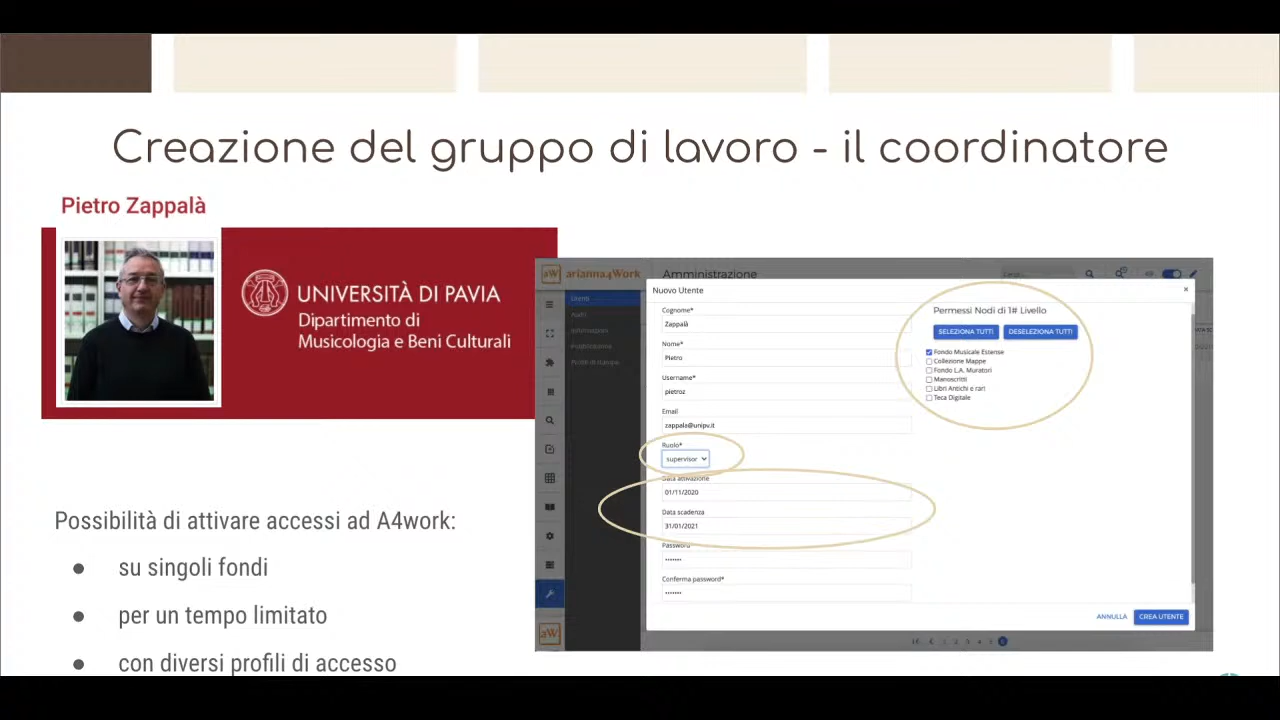 Creazione del gruppo di lavoro - il coordinatore
Pietro Zappalà
UNIVERSITÀ DI PAVIA
Dipartimento di
Musicologia e Beni Culturali
Possibilità di attivare accessi ad A4work:
● su singoli fondi
● per un tempo limitato
● con diversi profili di accesso
aW arianna4Work
Amministrazione
Utenti
Nuovo Utente
×
Cognome*
Zappalà
Nome*
Pietro
Username*
pietroz
Email
zappala@unipv.it
Ruolo*
supervisor
Data attivazione
01/11/2020
Data scadenza
31/01/2021
Password
•••••••
Conferma password*
•••••••
Permessi Nodi di 1# Livello
SELEZIONA TUTTI DESELEZIONA TUTTI
Fondo Musicale Estense
Collezione Mappe
Fondo L.A. Muratori
Manoscritti
Libri Antichi e rari
Teca Digitale
ANNULLA CREA UTENTE
aW